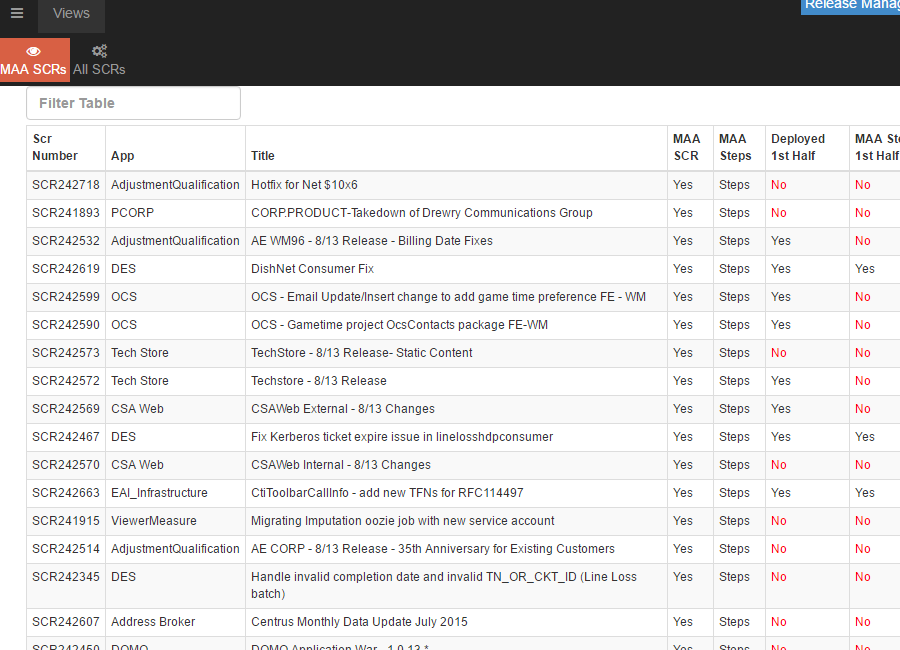 Views
Release Manag
MAA SCRs All SCRs
Filter Table
Scr Number App Title MAA SCR MAA Steps Deployed 1st Half MAA Ste 1st Half
SCR242718 AdjustmentQualification Hotfix for Net $10x6 Yes Steps No No
SCR241893 PCORP CORP.PRODUCT-Takedown of Drewry Communications Group Yes Steps No No
SCR242532 AdjustmentQualification AE WM96 - 8/13 Release - Billing Date Fixes Yes Steps Yes No
SCR242619 DES DishNet Consumer Fix Yes Steps Yes Yes
SCR242599 OCS OCS - Email Update/Insert change to add game time preference FE - WM Yes Steps Yes No
SCR242590 OCS OCS - Gametime project OcsContacts package FE-WM Yes Steps Yes No
SCR242573 Tech Store TechStore - 8/13 Release- Static Content Yes Steps No No
SCR242572 Tech Store Techstore - 8/13 Release Yes Steps Yes No
SCR242569 CSA Web CSAWeb External - 8/13 Changes Yes Steps Yes No
SCR242467 DES Fix Kerberos ticket expire issue in linelosshdpconsumer Yes Steps Yes Yes
SCR242570 CSA Web CSAWeb Internal - 8/13 Changes Yes Steps No No
SCR242663 EAI_Infrastructure CtiToolbarCallInfo - add new TFNs for RFC114497 Yes Steps Yes Yes
SCR241915 ViewerMeasure Migrating Imputation oozie job with new service account Yes Steps No No
SCR242514 AdjustmentQualification AE CORP - 8/13 Release - 35th Anniversary for Existing Customers Yes Steps No No
SCR242345 DES Handle invalid completion date and invalid TN_OR_CKT_ID (Line Loss Yes Steps No No
batch)
SCR242607 Address Broker Centrus Monthly Data Update July 2015 Yes Steps No No
SCR242450 DOMO DOMO Application War - 1.0.13.* Yes Steps No No